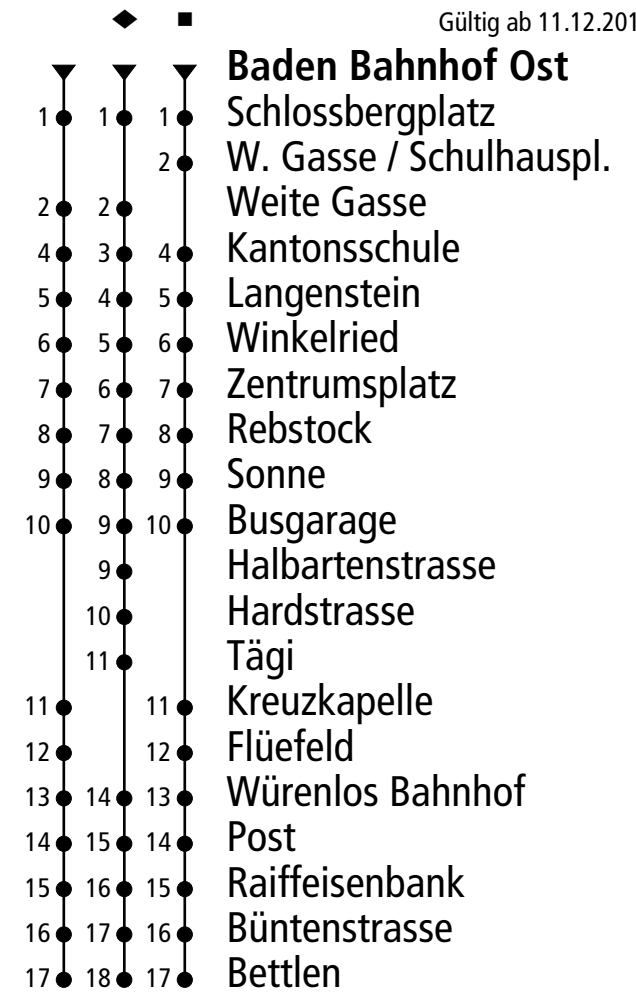 Gültig ab 11.12.201
Baden Bahnhof Ost
1 1 1 Schlossbergplatz
2 W. Gasse / Schulhauspl.
2 2 Weite Gasse
4 3 4 Kantonsschule
5 4 5 Langenstein
6 5 6 Winkelried
7 6 7 Zentrumsplatz
8 7 8 Rebstock
9 8 9 Sonne
10 9 10 Busgarage
9 Halbartenstrasse
10 Hardstrasse
11 Tägi
11 11 Kreuzkapelle
12 12 Flüefeld
13 14 13 Würenlos Bahnhof
14 15 14 Post
15 16 15 Raiffeisenbank
16 17 16 Büntenstrasse
17 18 17 Bettlen